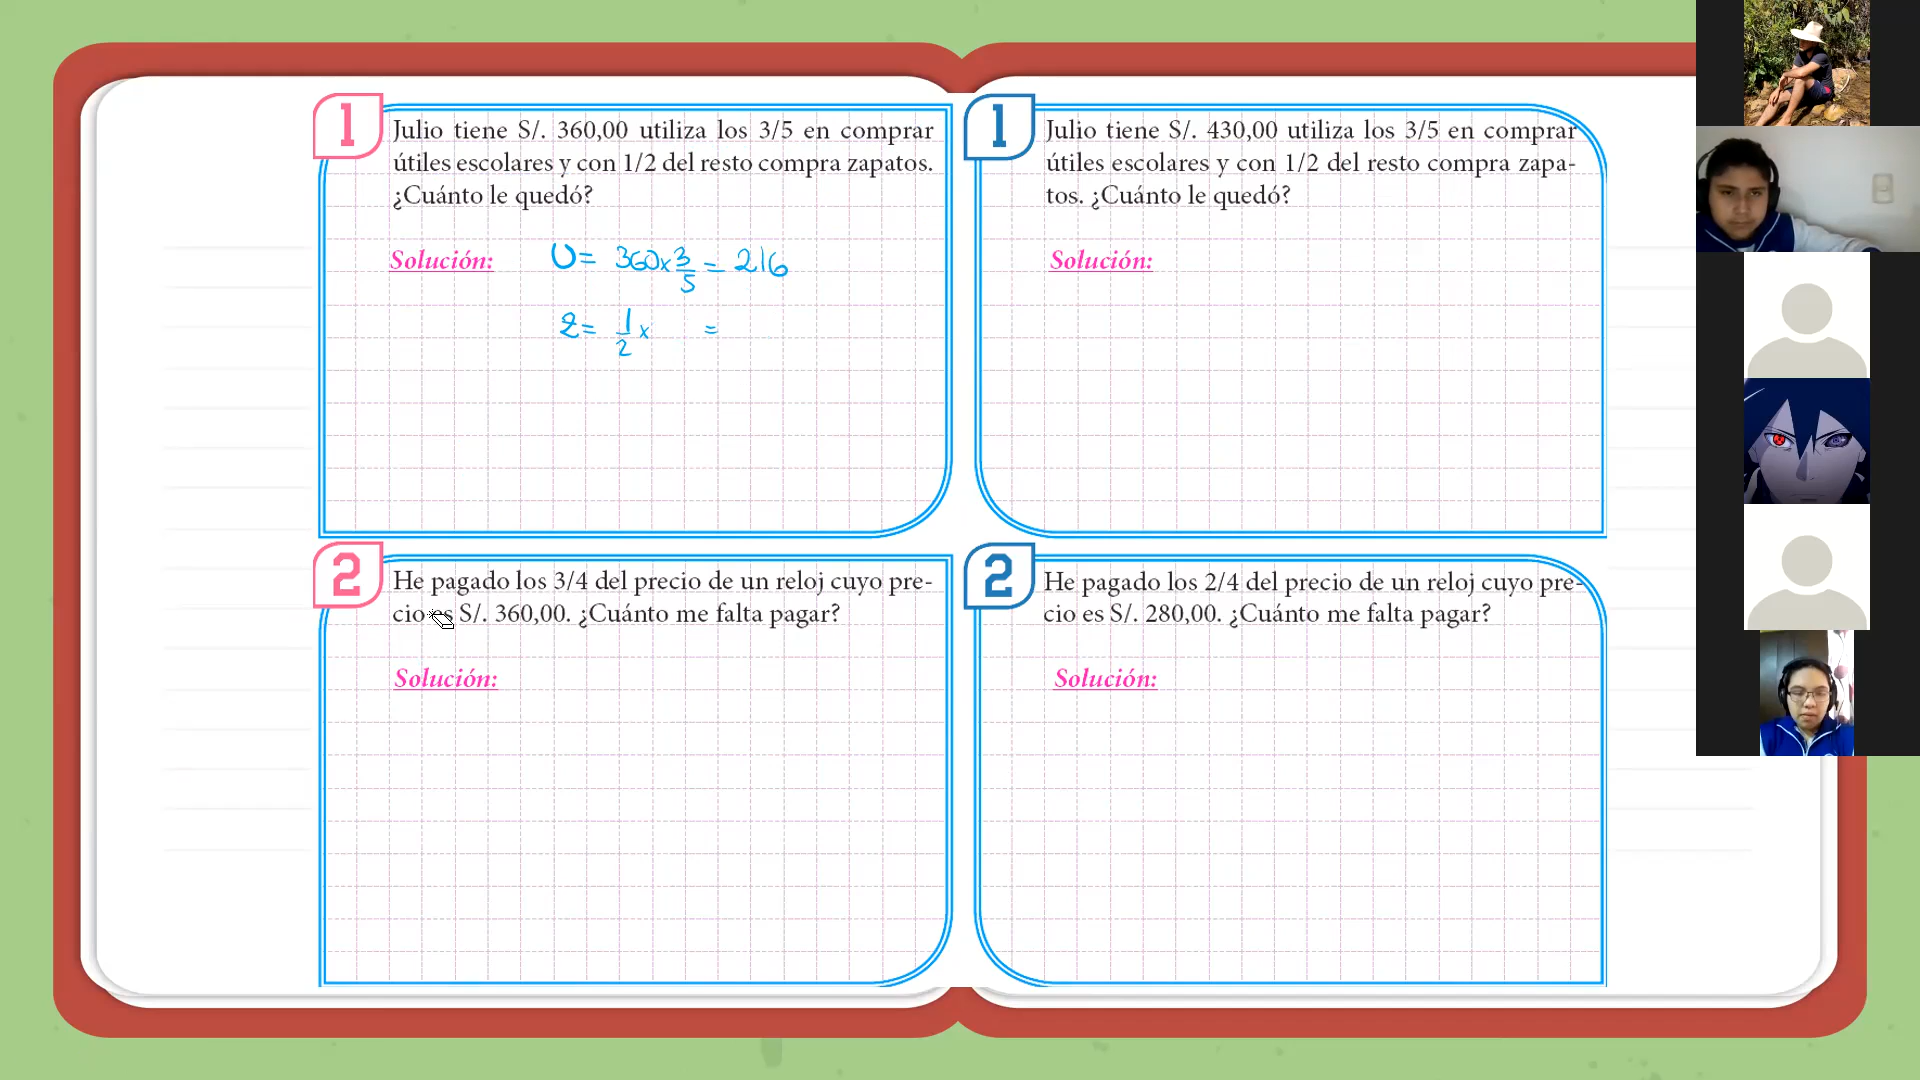 1
Julio tiene S/. 360,00 utiliza los 3/5 en comprar
útiles escolares y con 1/2 del resto compra zapatos.
¿Cuánto le quedó?
Solución:
U = 360 x 3/5 = 216
Z = 1/2 x =
1
Julio tiene S/. 430,00 utiliza los 3/5 en comprar
útiles escolares y con 1/2 del resto compra zapa-
tos. ¿Cuánto le quedó?
Solución:
2
He pagado los 3/4 del precio de un reloj cuyo pre-
cio es S/. 360,00. ¿Cuánto me falta pagar?
Solución:
2
He pagado los 2/4 del precio de un reloj cuyo pre-
cio es S/. 280,00. ¿Cuánto me falta pagar?
Solución: